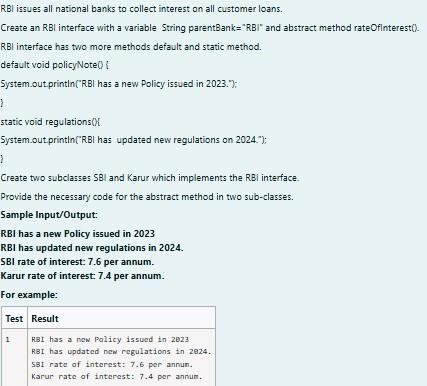 RBI issues all national banks to collect interest on all customer loans.
Create an RBI interface with a variable String parentBank="RBI" and abstract method rateOfInterest().
RBI interface has two more methods default and static method.
default void policyNote() {
System.out.println("RBI has a new Policy issued in 2023.");
}
static void regulations(){
System.out.println("RBI has updated new regulations on 2024.");
}
Create two subclasses SBI and Karur which implements the RBI interface.
Provide the necessary code for the abstract method in two sub-classes.
Sample Input/Output:
RBI has a new Policy issued in 2023
RBI has updated new regulations in 2024.
SBI rate of interest: 7.6 per annum.
Karur rate of interest: 7.4 per annum.
For example:
Test Result
1 RBI has a new Policy issued in 2023
RBI has updated new regulations in 2024.
SBI rate of interest: 7.6 per annum.
Karur rate of interest: 7.4 per annum.